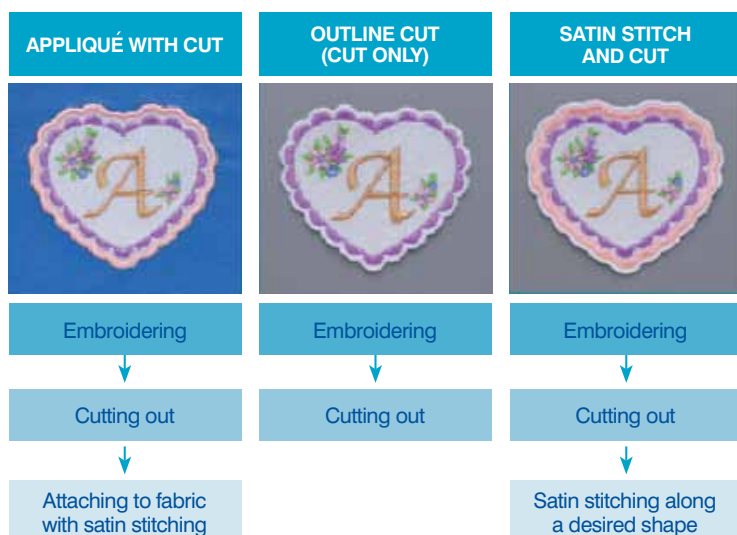 APPLIQUÉ WITH CUT
OUTLINE CUT
(CUT ONLY)
SATIN STITCH
AND CUT
A
A
A
Embroidering
Embroidering
Embroidering
Cutting out
Cutting out
Cutting out
Attaching to fabric
with satin stitching
Satin stitching along
a desired shape